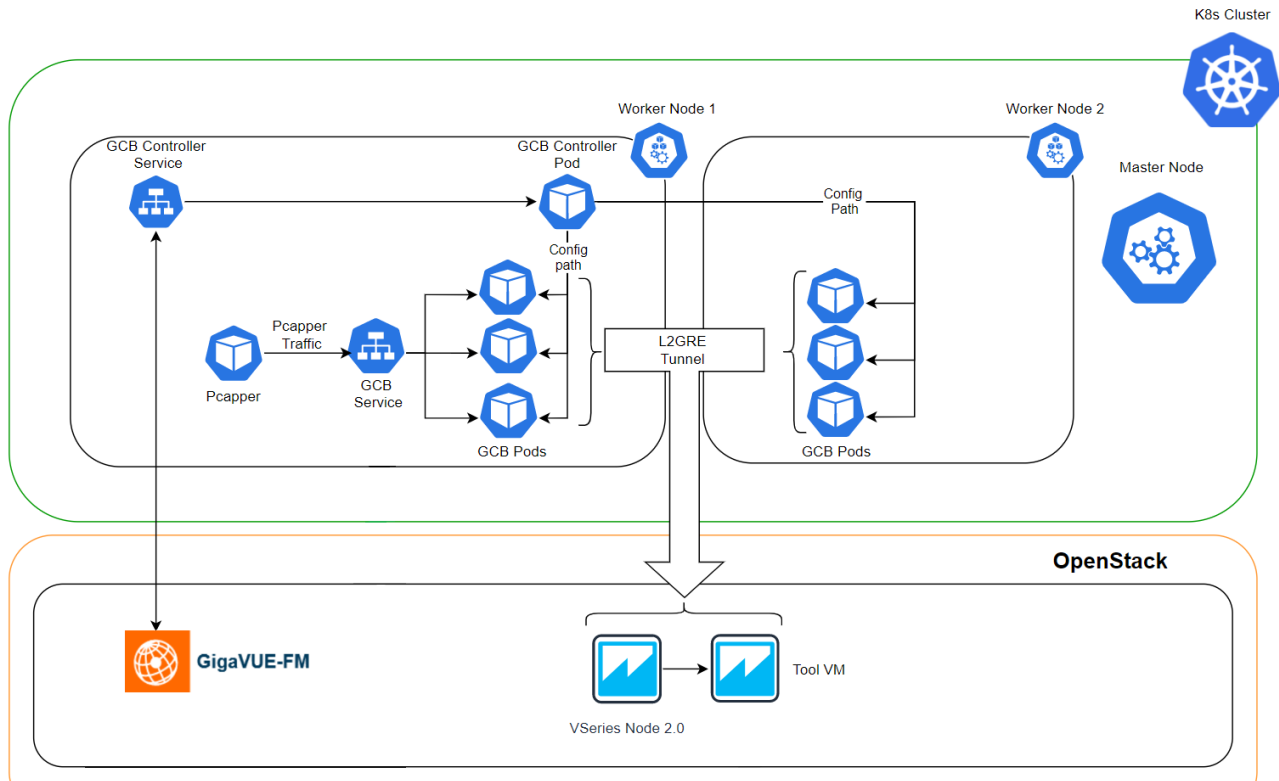 K8s Cluster
Worker Node 1
Worker Node 2
GCB Controller
Service
GCB Controller
Pod
Master Node
Config
Path
Config
path
Pcapper
Traffic
L2GRE
Tunnel
Pcapper
GCB
Service
GCB Pods
GCB Pods
OpenStack
GigaVUE-FM
Tool VM
VSeries Node 2.0